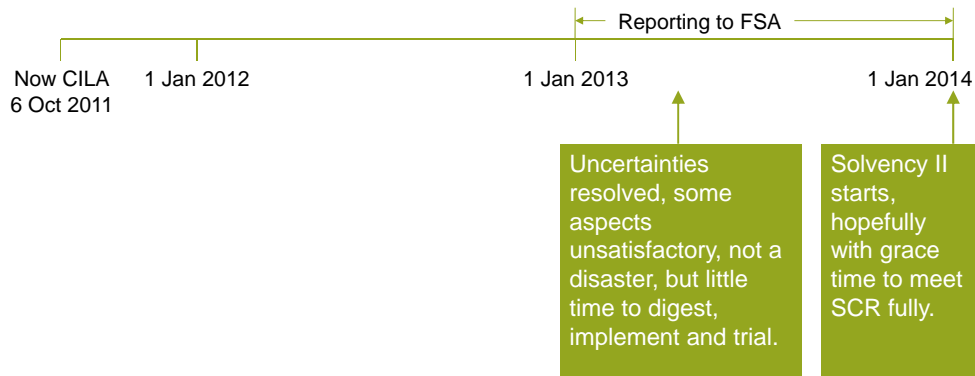 Reporting to FSA
Now CILA
6 Oct 2011
1 Jan 2012
1 Jan 2013
1 Jan 2014
Uncertainties
resolved, some
aspects
unsatisfactory, not a
disaster, but little
time to digest,
implement and trial.
Solvency II
starts,
hopefully
with grace
time to meet
SCR fully.